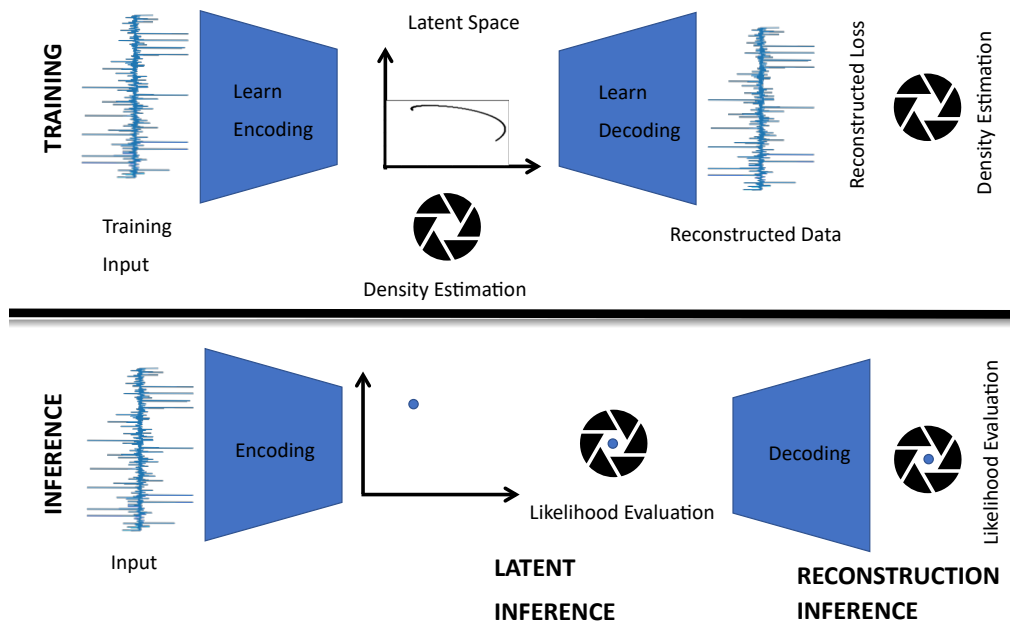 TRAINING
Training
Input
Learn
Encoding
Latent Space
Density Estimation
Learn
Decoding
Reconstructed Data
Reconstructed Loss
Density Estimation
INFERENCE
Input
Encoding
Likelihood Evaluation
LATENT
INFERENCE
Decoding
Likelihood Evaluation
RECONSTRUCTION
INFERENCE